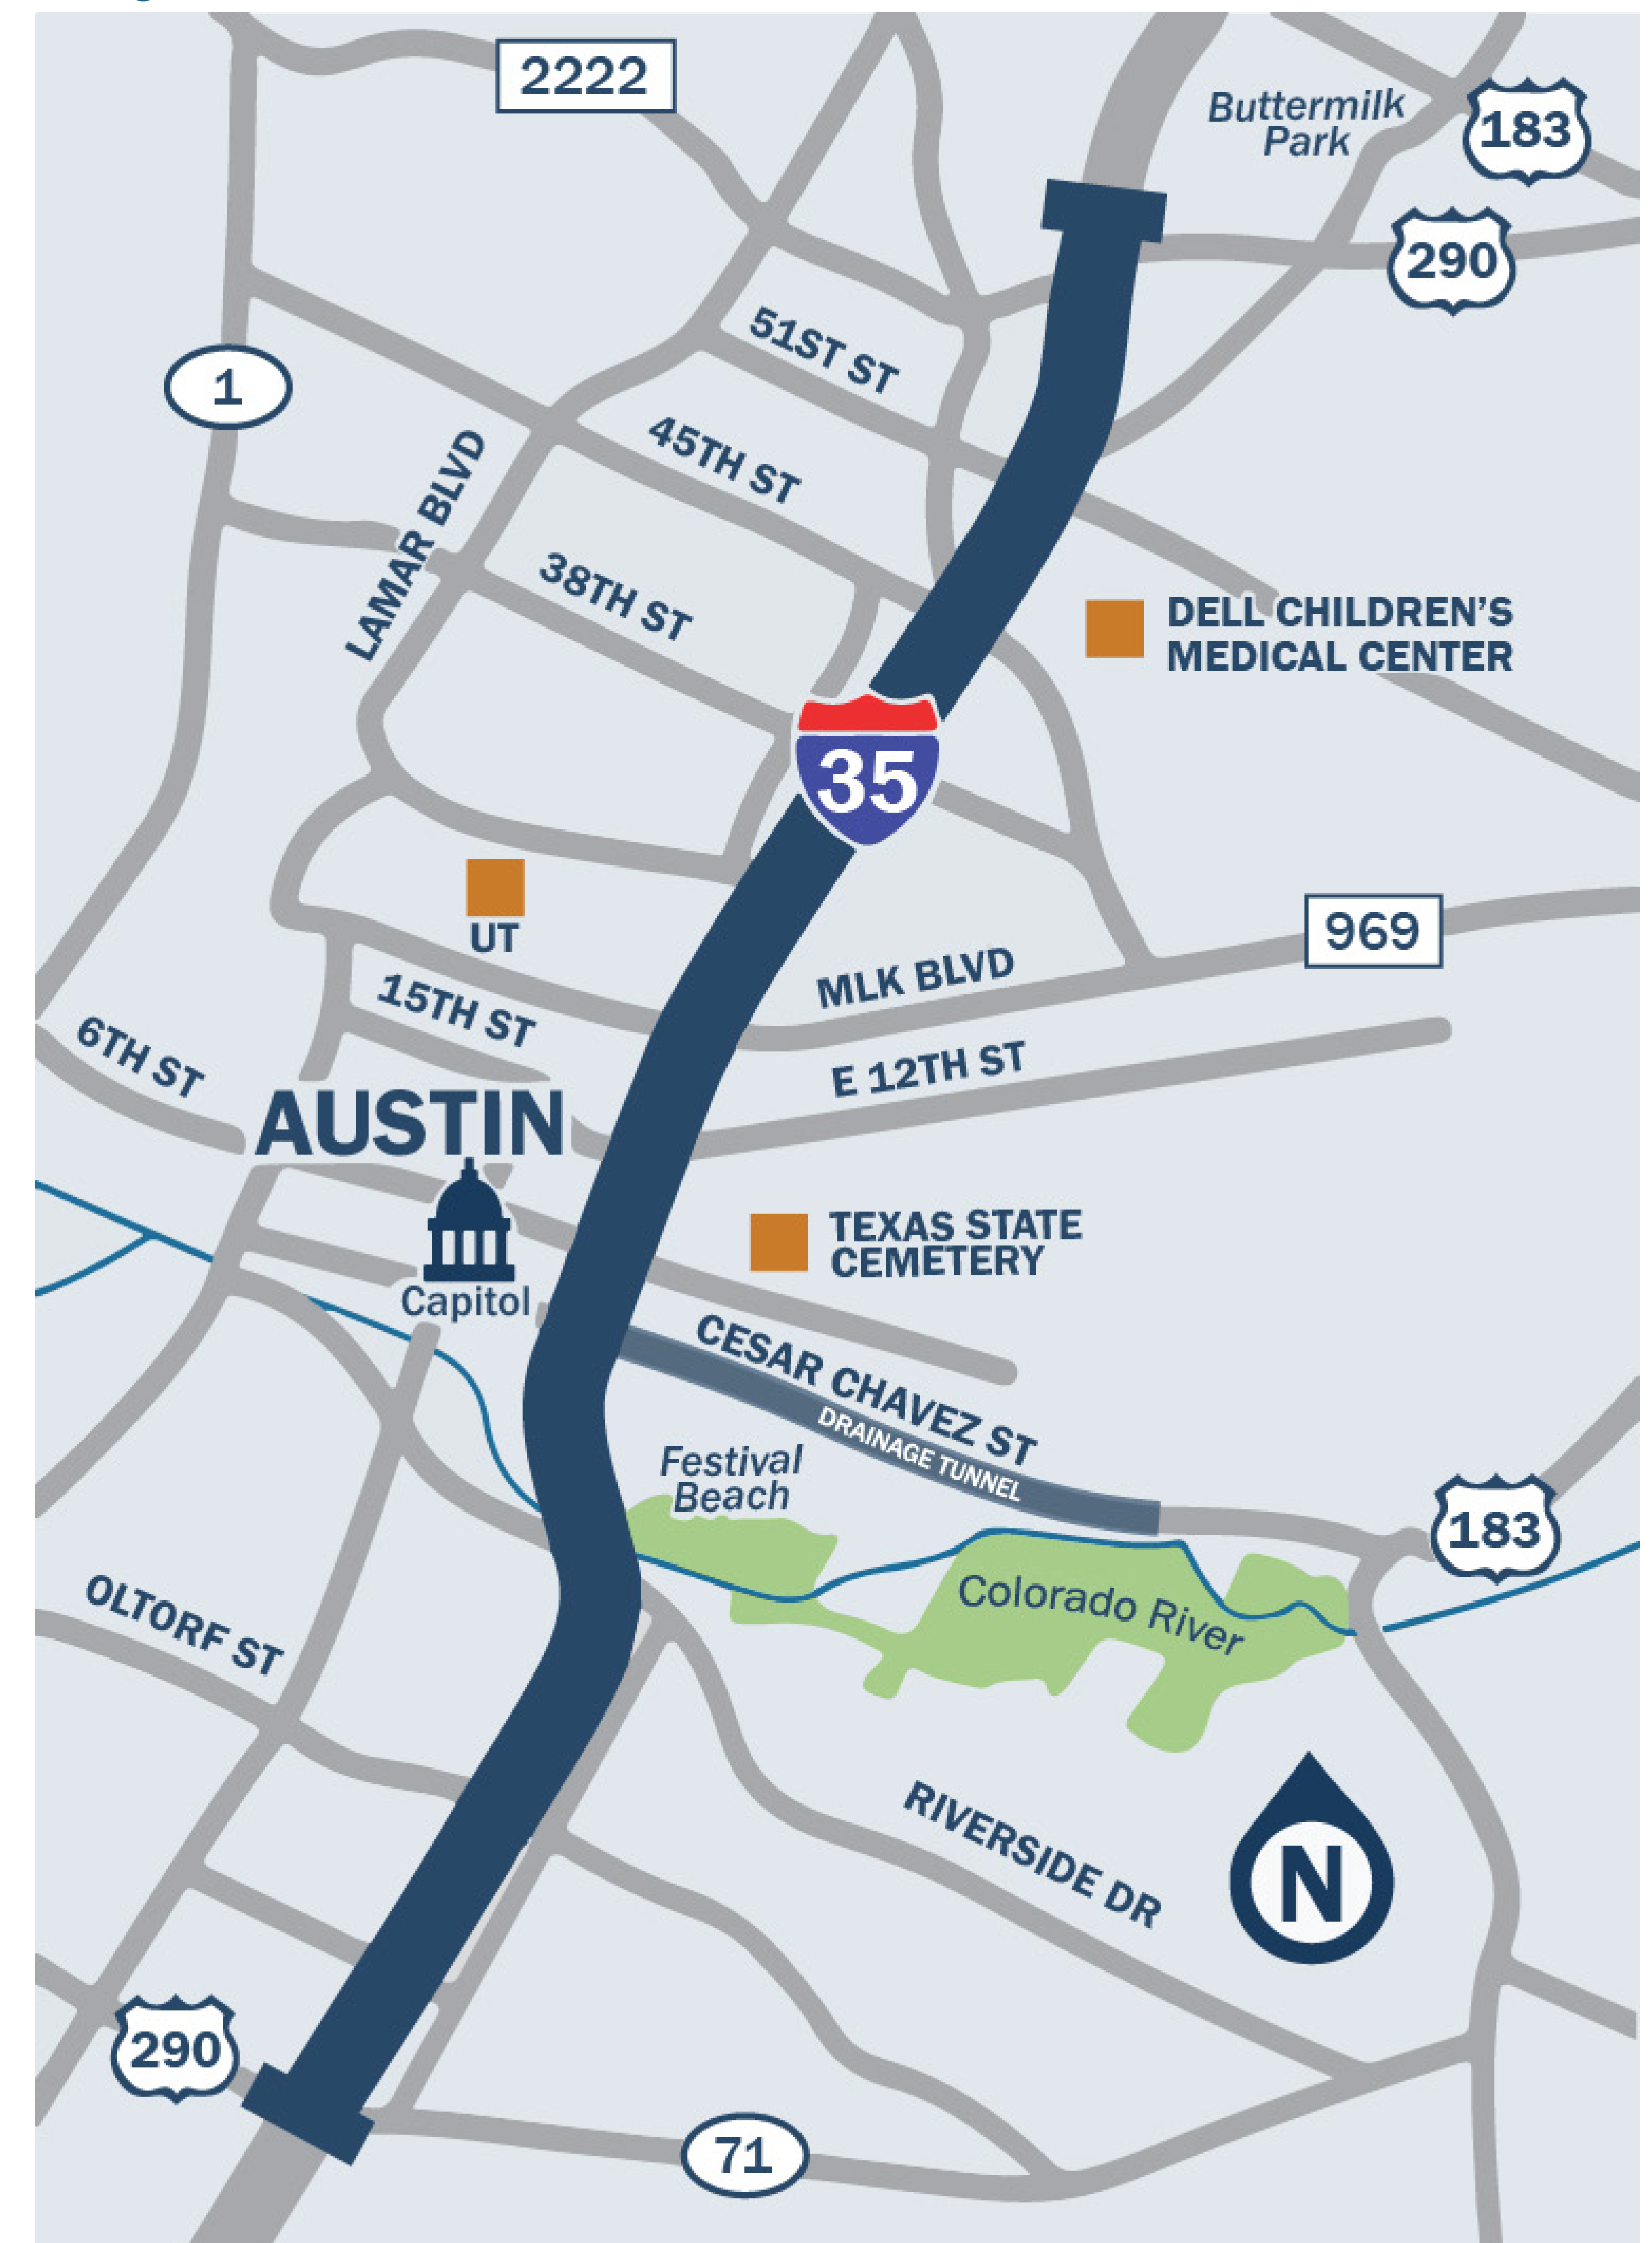 2222
Buttermilk
Park
183
290
51ST ST
1
45TH ST
LAMAR BLVD
38TH ST
DELL CHILDREN'S
MEDICAL CENTER
35
UT
969
MLK BLVD
15TH ST
6TH ST
E 12TH ST
AUSTIN
TEXAS STATE
CEMETERY
Capitol
CESAR CHAVEZ ST
DRAINAGE TUNNEL
Festival
Beach
183
Colorado River
OLTORF ST
RIVERSIDE DR
N
290
71